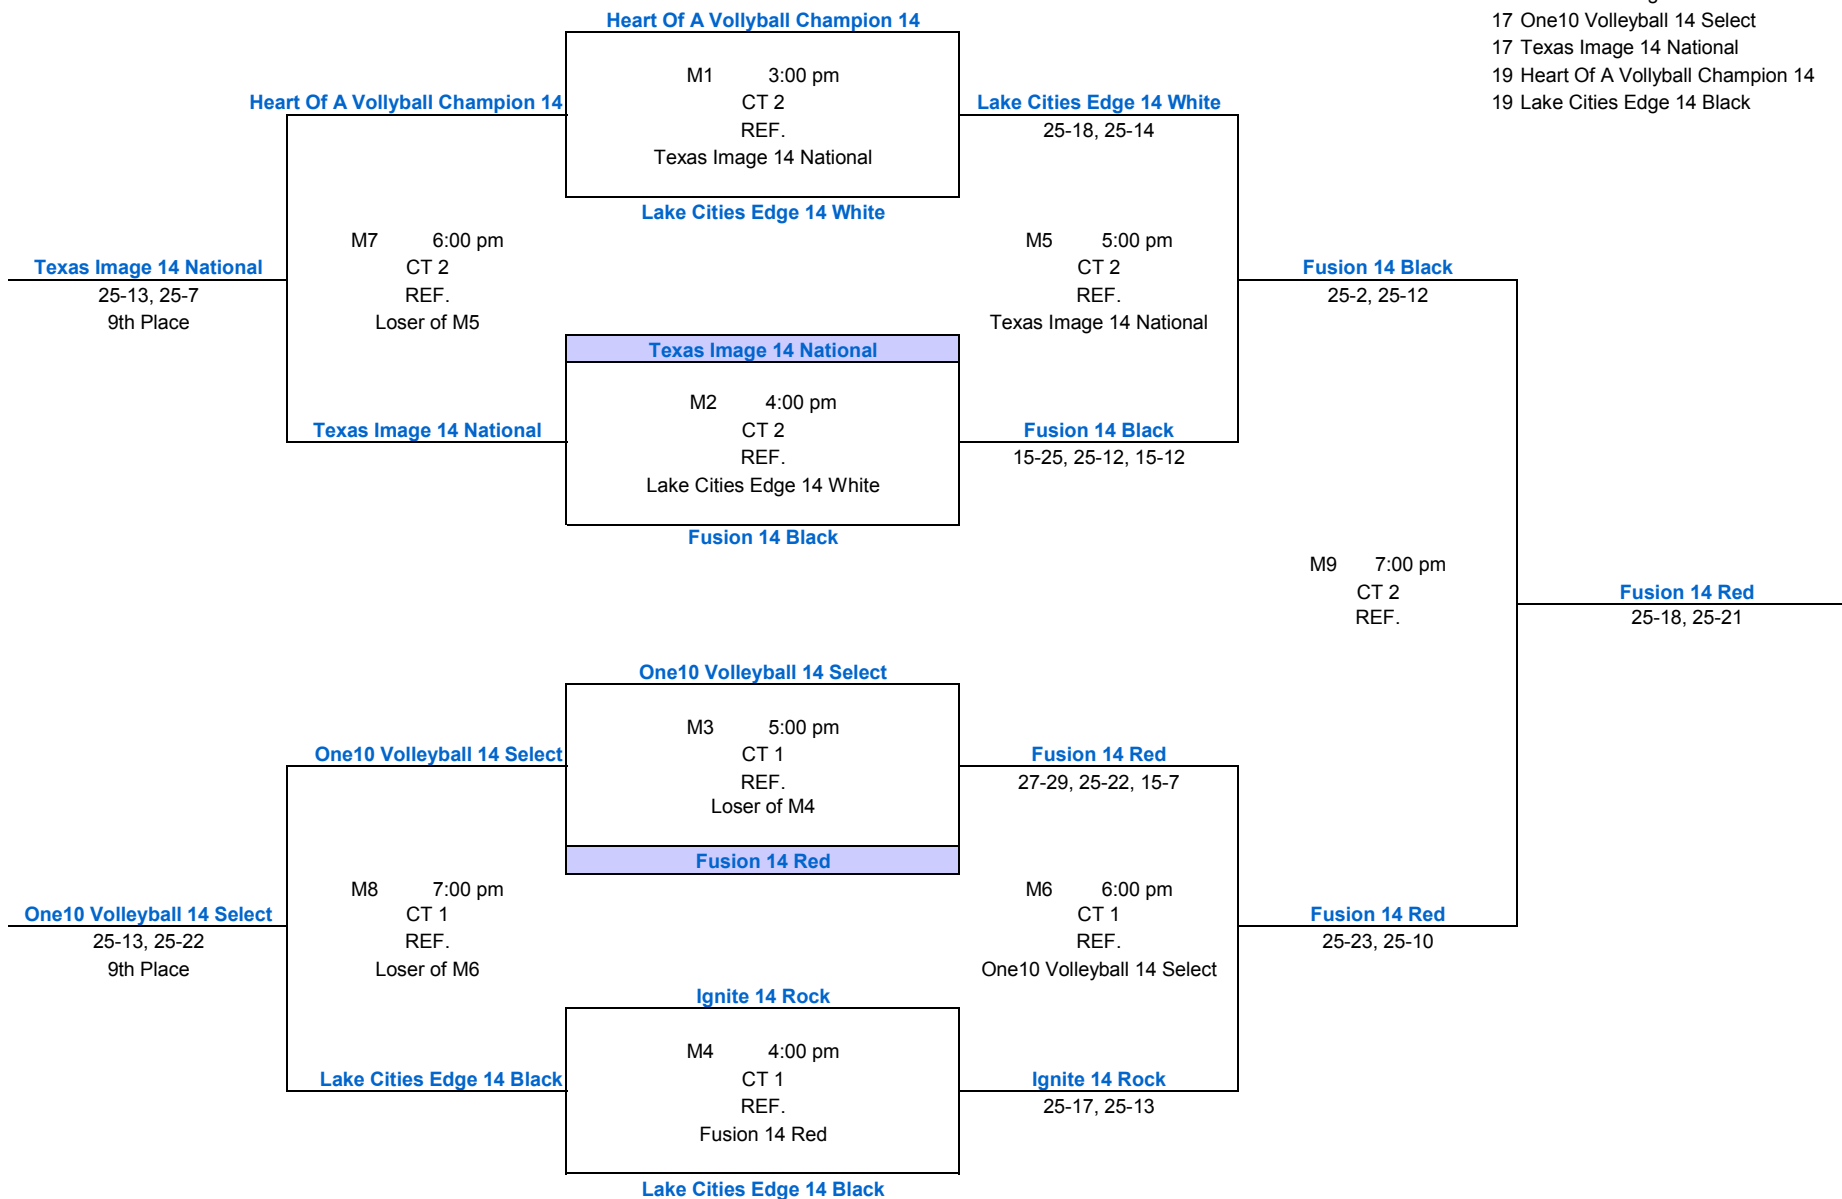 Heart Of A Vollyball Champion 14
17 One10 Volleyball 14 Select
17 Texas Image 14 National
19 Heart Of A Vollyball Champion 14
19 Lake Cities Edge 14 Black
M1 3:00 pm
Heart Of A Vollyball Champion 14
CT 2
Lake Cities Edge 14 White
REF.
25-18, 25-14
Texas Image 14 National
Lake Cities Edge 14 White
M7 6:00 pm
M5 5:00 pm
Texas Image 14 National
CT 2
CT 2
Fusion 14 Black
25-13, 25-7
REF.
REF.
25-2, 25-12
9th Place
Loser of M5
Texas Image 14 National
Texas Image 14 National
M2 4:00 pm
Texas Image 14 National
CT 2
Fusion 14 Black
REF.
15-25, 25-12, 15-12
Lake Cities Edge 14 White
Fusion 14 Black
M9 7:00 pm
CT 2
Fusion 14 Red
REF.
25-18, 25-21
One10 Volleyball 14 Select
M3 5:00 pm
One10 Volleyball 14 Select
CT 1
Fusion 14 Red
REF.
27-29, 25-22, 15-7
Loser of M4
Fusion 14 Red
M8 7:00 pm
M6 6:00 pm
One10 Volleyball 14 Select
CT 1
CT 1
Fusion 14 Red
25-13, 25-22
REF.
REF.
25-23, 25-10
9th Place
Loser of M6
One10 Volleyball 14 Select
Ignite 14 Rock
M4 4:00 pm
Lake Cities Edge 14 Black
CT 1
Ignite 14 Rock
REF.
25-17, 25-13
Fusion 14 Red
Lake Cities Edge 14 Black